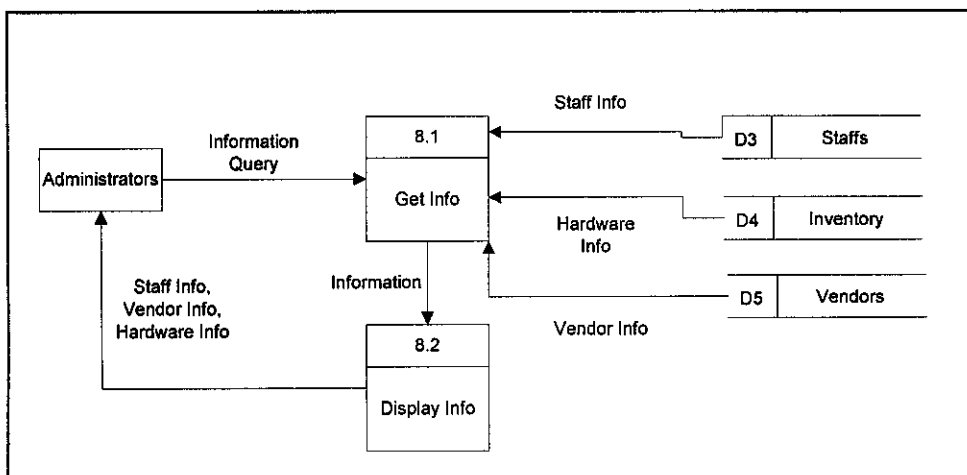 Staff Info
8.1
D3 Staffs
Information
Query
Administrators
Get Info
D4 Inventory
Hardware
Info
Information
Staff Info,
Vendor Info,
Hardware Info
D5 Vendors
Vendor Info
8.2
Display Info